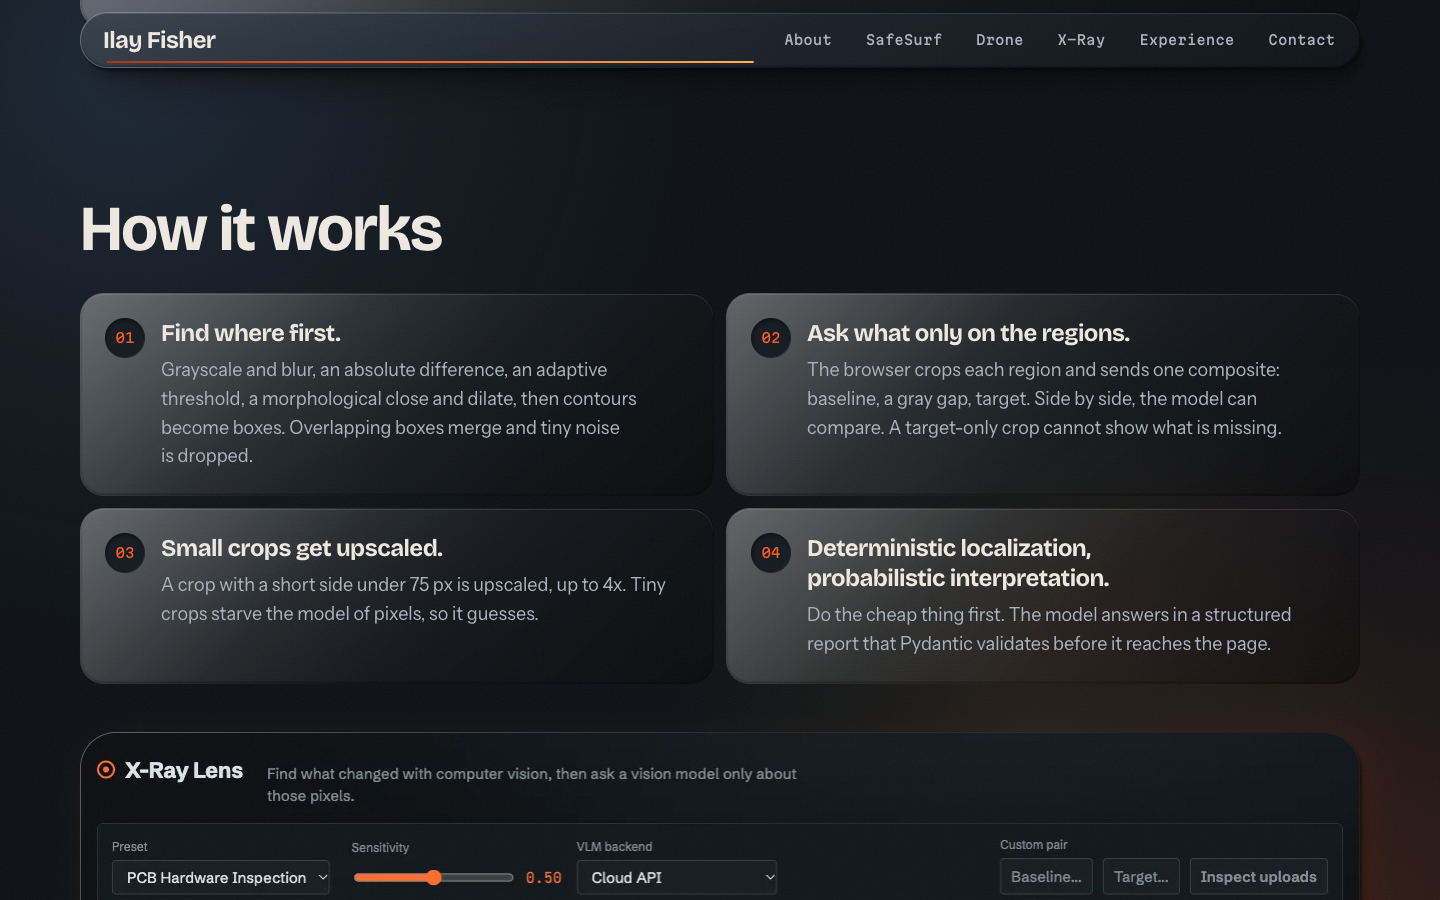 Ilay Fisher
About SafeSurf Drone X-Ray Experience Contact
How it works
01
Find where first.
Grayscale and blur, an absolute difference, an adaptive
threshold, a morphological close and dilate, then contours
become boxes. Overlapping boxes merge and tiny noise
is dropped.
02
Ask what only on the regions.
The browser crops each region and sends one composite:
baseline, a gray gap, target. Side by side, the model can
compare. A target-only crop cannot show what is missing.
03
Small crops get upscaled.
A crop with a short side under 75 px is upscaled, up to 4x. Tiny
crops starve the model of pixels, so it guesses.
04
Deterministic localization,
probabilistic interpretation.
Do the cheap thing first. The model answers in a structured
report that Pydantic validates before it reaches the page.
X-Ray Lens
Find what changed with computer vision, then ask a vision model only about
those pixels.
Preset
PCB Hardware Inspection
Sensitivity
0.50
VLM backend
Cloud API
Custom pair
Baseline... Target... Inspect uploads